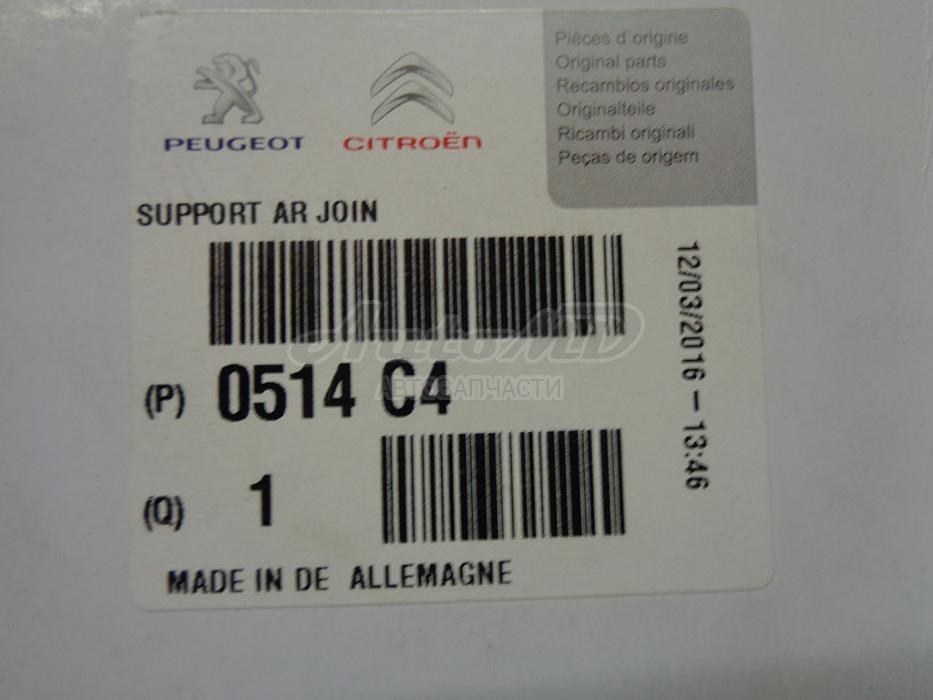 PEUGEOT
CITROËN
Pièces d'origine
Original parts
Recambios originales
Originalteile
Ricambi originali
Peças de origem
SUPPORT AR JOIN
12/03/2016 - 13:46
AutoMD
АВТОЗАПЧАСТИ
(P) 0514 C4
(Q) 1
MADE IN DE ALLEMAGNE